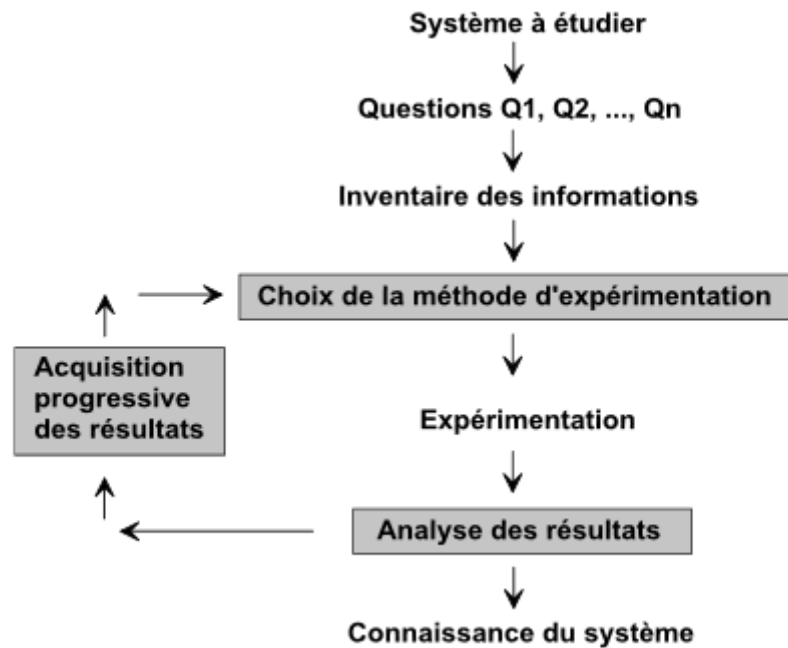 Système à étudier
Questions Q1, Q2, ..., Qn
Inventaire des informations
Choix de la méthode d'expérimentation
Acquisition
progressive
des résultats
Expérimentation
Analyse des résultats
Connaissance du système